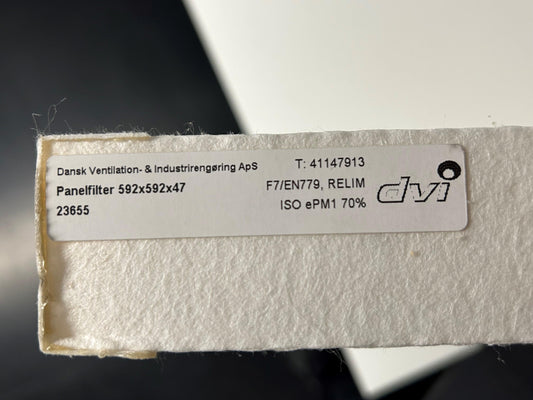 Dansk Ventilation- & Industrirengøring ApS
T: 41147913
Panelfilter 592x592x47
F7/EN779, RELIM
23655
ISO ePM1 70%
dvi